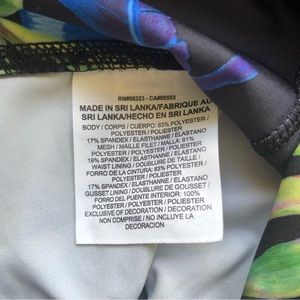 RN#56323 - CA#05553
MADE IN SRI LANKA/FABRIQUE AU
SRI LANKA/HECHO EN SRI LANKA
BODY / CORPS / CUERPO: 83% POLYESTER
/ POLYESTER / POLIESTER
17% SPANDEX / ELASTHANNE / ELASTANO
MESH / FILET / MALLA: 81%
POLYESTER / POLYESTER / POLIESTER
19% SPANDEX / ELASTHANNE / ELASTANO
WAIST LINING / DOUBLURE DE TAILLE /
FORRO DE LA CINTURA: 83% POLYESTER
/ POLYESTER / POLIESTER
17% SPANDEX / ELASTHANNE / ELASTANO
GUSSET LINING / DOUBLURE DE GOUSSET /
FORRO DEL PUENTE INTERIOR: 100%
POLYESTER / POLYESTER / POLIESTER
EXCLUSIVE OF DECORATION / DECORATION
NON COMPRISE / NO INCLUYE LA
DECORACION